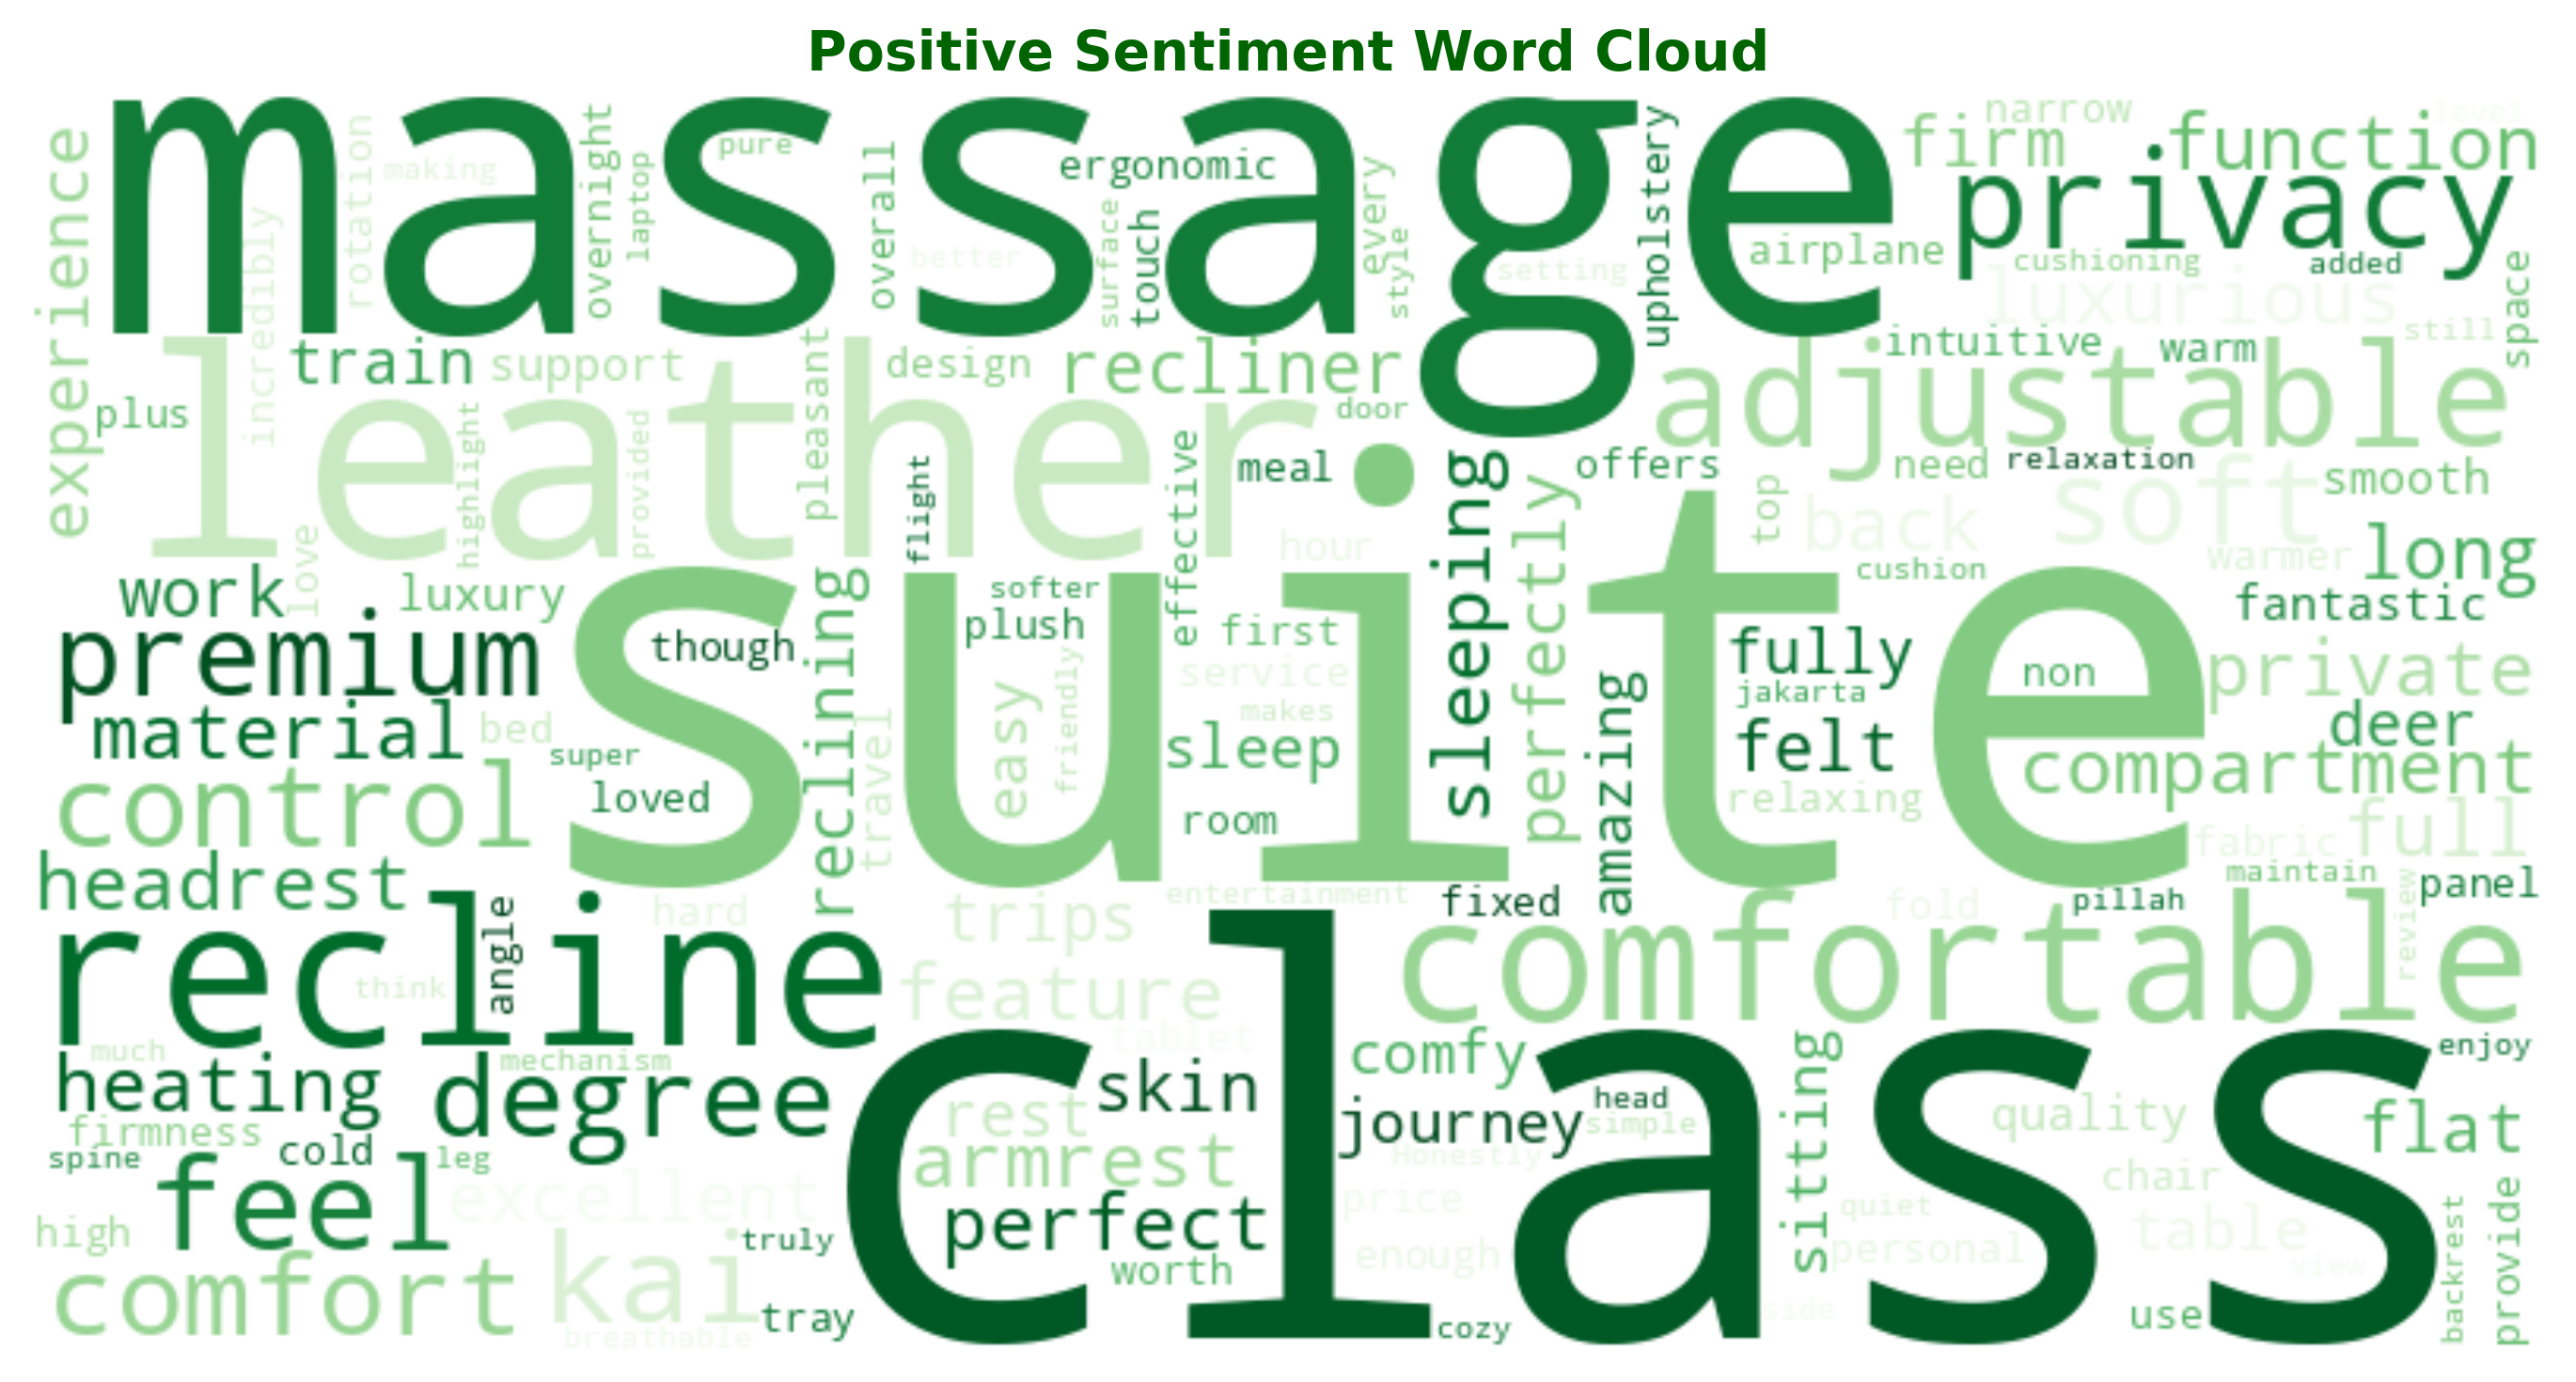 Positive Sentiment Word Cloud
massage
experience
incredibly
rotation
making
overnight
laptop
pure
overall
better
ergonomic
surface
touch
every
style
setting
upholstery
airplane
firm
narrow
level
function
privacy
cushioning
added
luxurious
space
still
plus
train
support
leather
highlight
provided
love
pleasant
design
recliner
door
adjustable
intuitive
warm
flight
effective
meal
hour
sleeping
perfectly
offers
top
need
relaxation
back
soft
smooth
cushion
warmer
long
fantastic
work
luxury
premium
suite
though
reclining
softer
plush
first
friendly
easy
service
makes
fully
jakarta
non
private
material
bed
super
loved
travel
sleep
room
amazing
felt
relaxing
deer
compartment
control
headrest
hard
trips
entertainment
fixed
fold
pillah
fabric
full
maintain
panel
review
recline
angle
think
feature
tablet
comfortable
class
much
mechanism
heating
degree
skin
comfy
journey
head
simple
sitting
quality
enjoy
flat
firmness
cold
spine
leg
feel
rest
armrest
Honestly
price
enough
quiet
personal
chair
table
view
high
excellent
perfect
worth
truly
kai
comfort
tray
breathable
cozy
side
use
backrest
provide